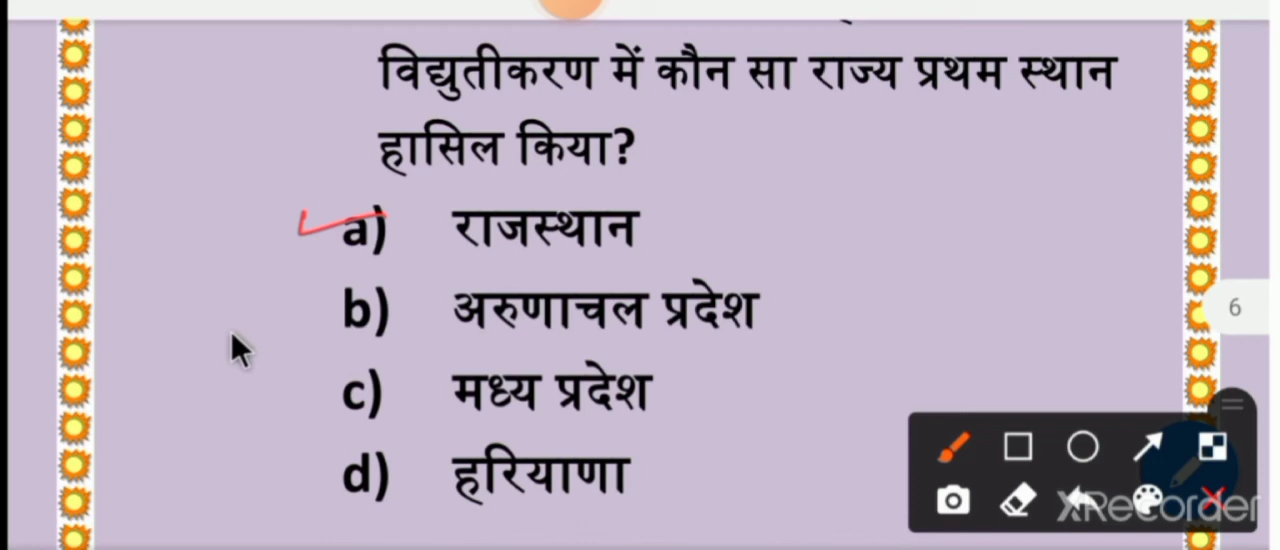 विद्युतीकरण में कौन सा राज्य प्रथम स्थान
हासिल किया?
a) राजस्थान
b) अरुणाचल प्रदेश
6
c) मध्य प्रदेश
d) हरियाणा
XRecorder